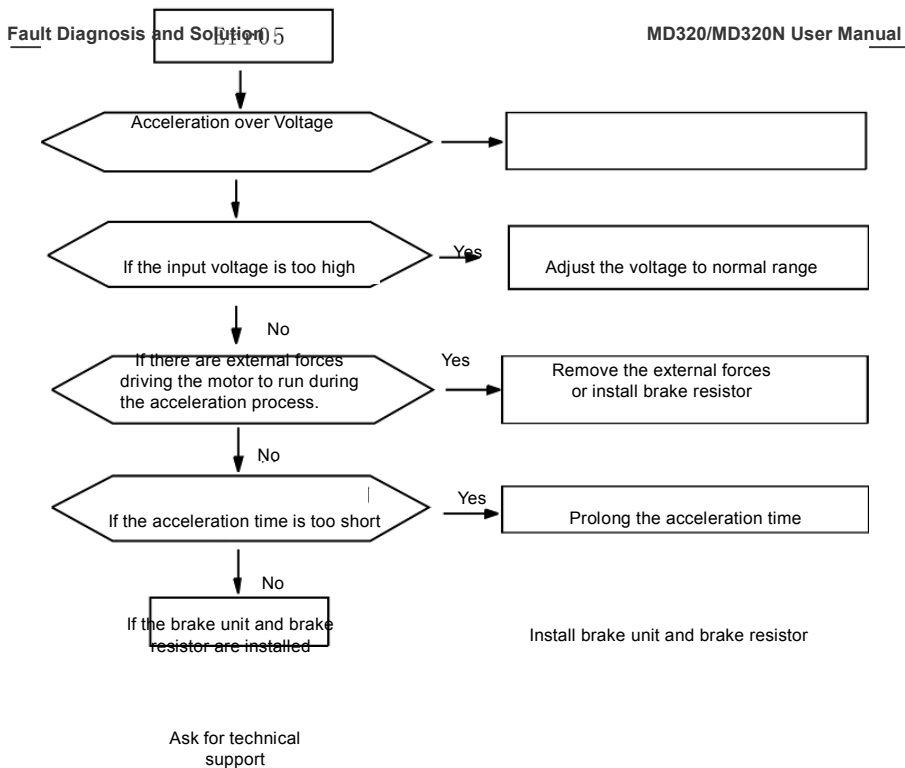 Fault Diagnosis and Solution
MD320/MD320N User Manual
Err05
Acceleration over Voltage
If the input voltage is too high
Yes
Adjust the voltage to normal range
No
If there are external forces
driving the motor to run during
the acceleration process.
Yes
Remove the external forces
or install brake resistor
No
If the acceleration time is too short
Yes
Prolong the acceleration time
No
If the brake unit and brake
resistor are installed
Install brake unit and brake resistor
Ask for technical
support